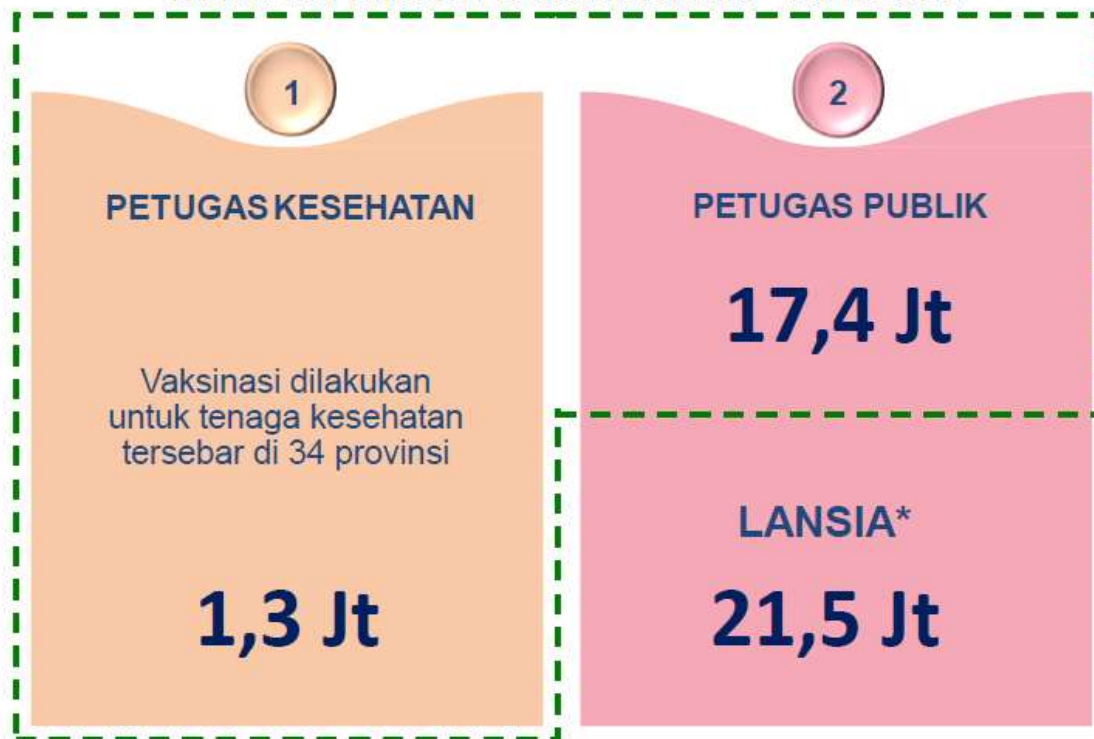 1
PETUGAS KESEHATAN
Vaksinasi dilakukan
untuk tenaga kesehatan
tersebar di 34 provinsi
1,3 Jt
2
PETUGAS PUBLIK
17,4 Jt
LANSIA*
21,5 Jt